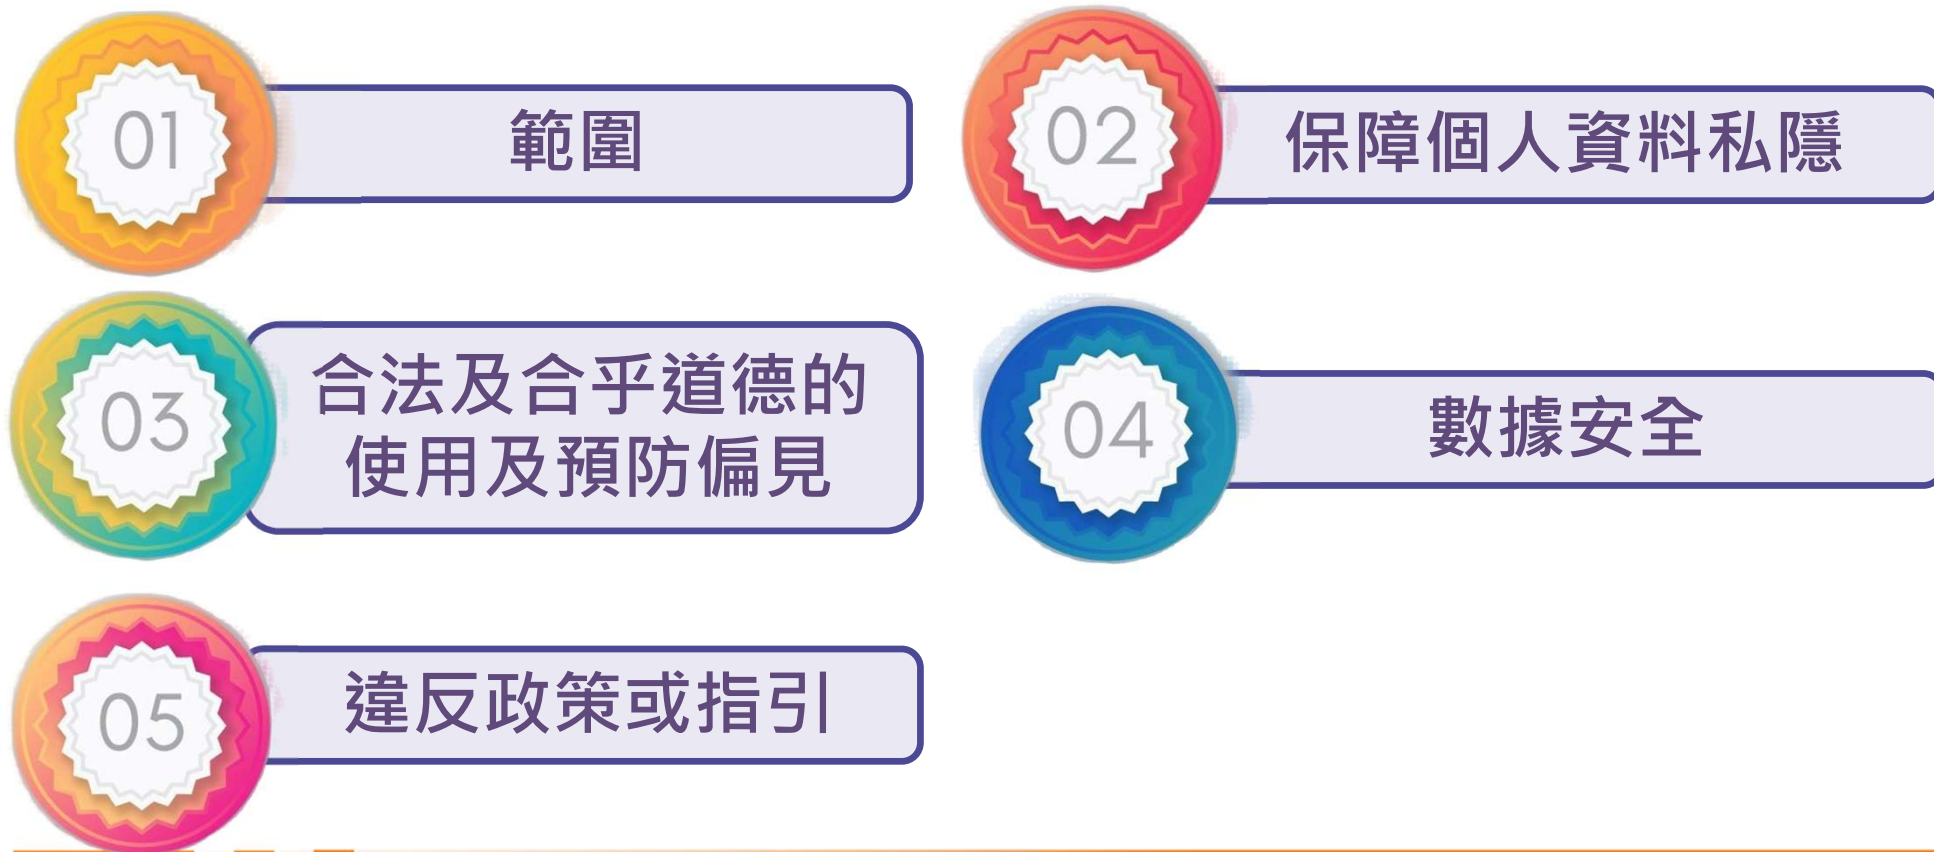 01
範圍
02
保障個人資料私隱
03
合法及合乎道德的
使用及預防偏見
04
數據安全
05
違反政策或指引